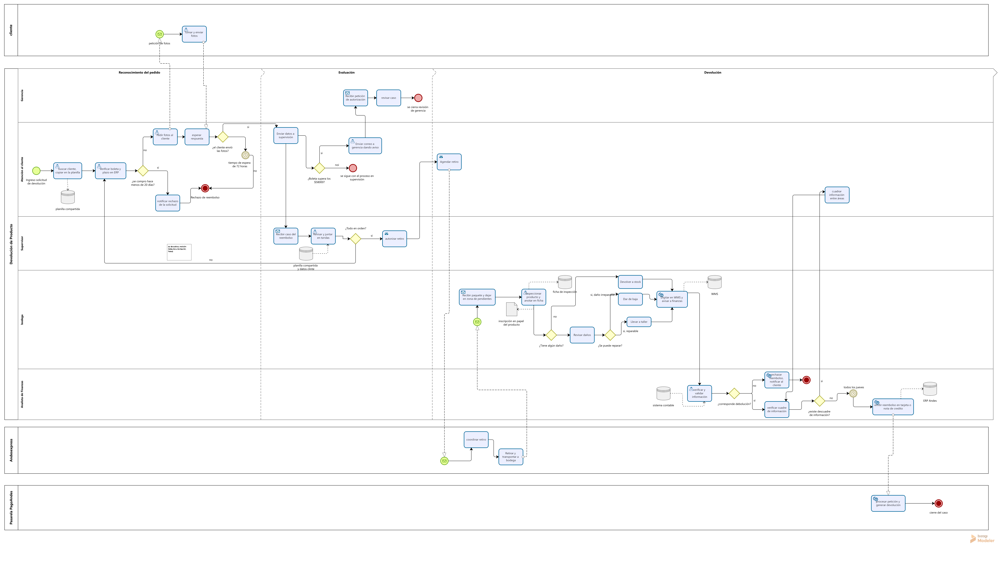 cliente
petición de fotos
Tomar y enviar
fotos
Devolución de Producto
Reconocimiento del pedido
Evaluación
Devolución
Gerencia
Recibir petición
de autorización
revisar caso
se cierra revisión
de gerencia
Atención al cliente
Ingreso solicitud
de devolución
buscar cliente,
copiar en la planilla
planilla compartida
Verificar boleta y
plazo en ERP
¿se compro hace
menos de 20 días?
no
si
Pedir fotos al
cliente
esperar
respuesta
¿el cliente envió
las fotos?
si
tiempo de espera
de 72 horas
no
notificar rechazo
de la solicitud
Rechazo de reembolso
Enviar datos a
supervisión
¿Boleta supera los
$58000?
si
noi
Enviar correo a
gerencia dando aviso
se sigue con el proceso en
supervisión
Agendar retiro
cuadrar
información
entre áreas
Supervisor
se devuelve a revisión
(falta documentación,
fotos)
no
Recibir caso del
reembolso
Revisar y juntar
en tandas
planilla compartida
y datos clinte
¿Todo en orden?
si
autorizar retiro
bodega
Recibir paquete y dejar
en zona de pendientes
Inspeccionar
producto y
anotar en ficha
ficha de inspección
inscripción en papel
del producto
¿Tiene algún daño?
no
Revisar daños
¿Se puede reparar?
si, daño irreparable
si, reparable
Devolver a stock
Dar de baja
Llevar a taller
Digitar en WMS y
avisar a finanzas
WMS
Analista de Finanzas
sistema contable
verificar y
validar
información
¿corresponde debolución?
no
si
rechazar
reembolso,
notificar al
cliente
verificar cuadre
de información
¿existe descuadre
de información?
si
no
todos los jueves
emitir reembolso en tarjeta o
nota de credito
ERP Andes
Andesexpress
coordinar retiro
Retirar y
transportar a
bodega
Pasarela PagoAndes
procesar petición y
generar devolución
cierre del caso
bizagi
Modeler